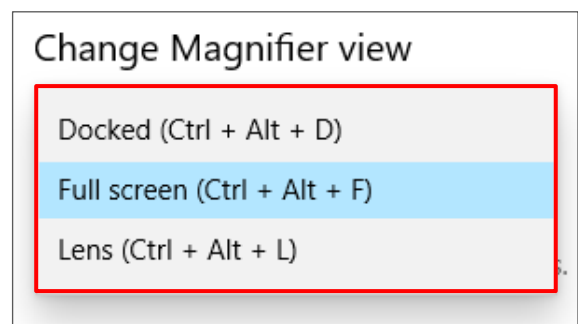 Change Magnifier view
Docked (Ctrl + Alt + D)
Full screen (Ctrl + Alt + F)
Lens (Ctrl + Alt + L)